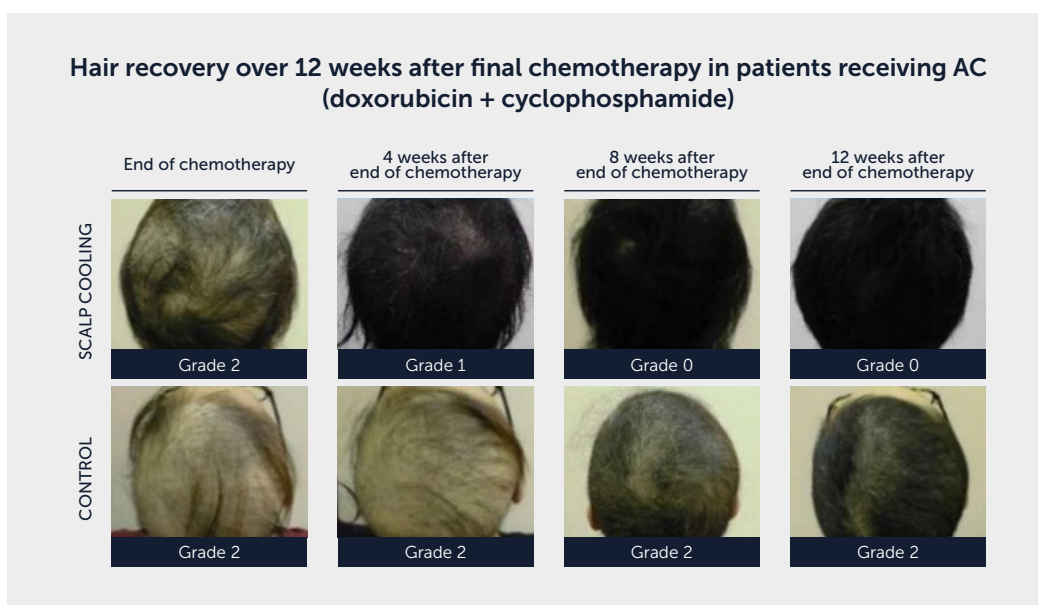 Hair recovery over 12 weeks after final chemotherapy in patients receiving AC
(doxorubicin + cyclophosphamide)
End of chemotherapy
4 weeks after
end of chemotherapy
8 weeks after
end of chemotherapy
12 weeks after
end of chemotherapy
SCALP COOLING
Grade 2
Grade 1
Grade 0
Grade 0
CONTROL
Grade 2
Grade 2
Grade 2
Grade 2